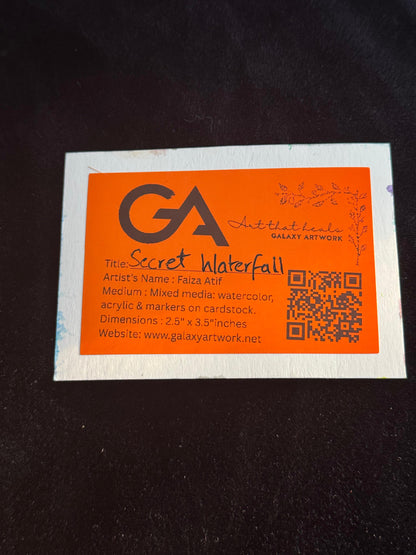 GA
Art that heals
GALAXY ARTWORK
Title: Secret Waterfall
Artist's Name : Faiza Atif
Medium : Mixed media: watercolor,
acrylic & markers on cardstock.
Dimensions : 2.5" x 3.5"inches
Website: www.galaxyartwork.net